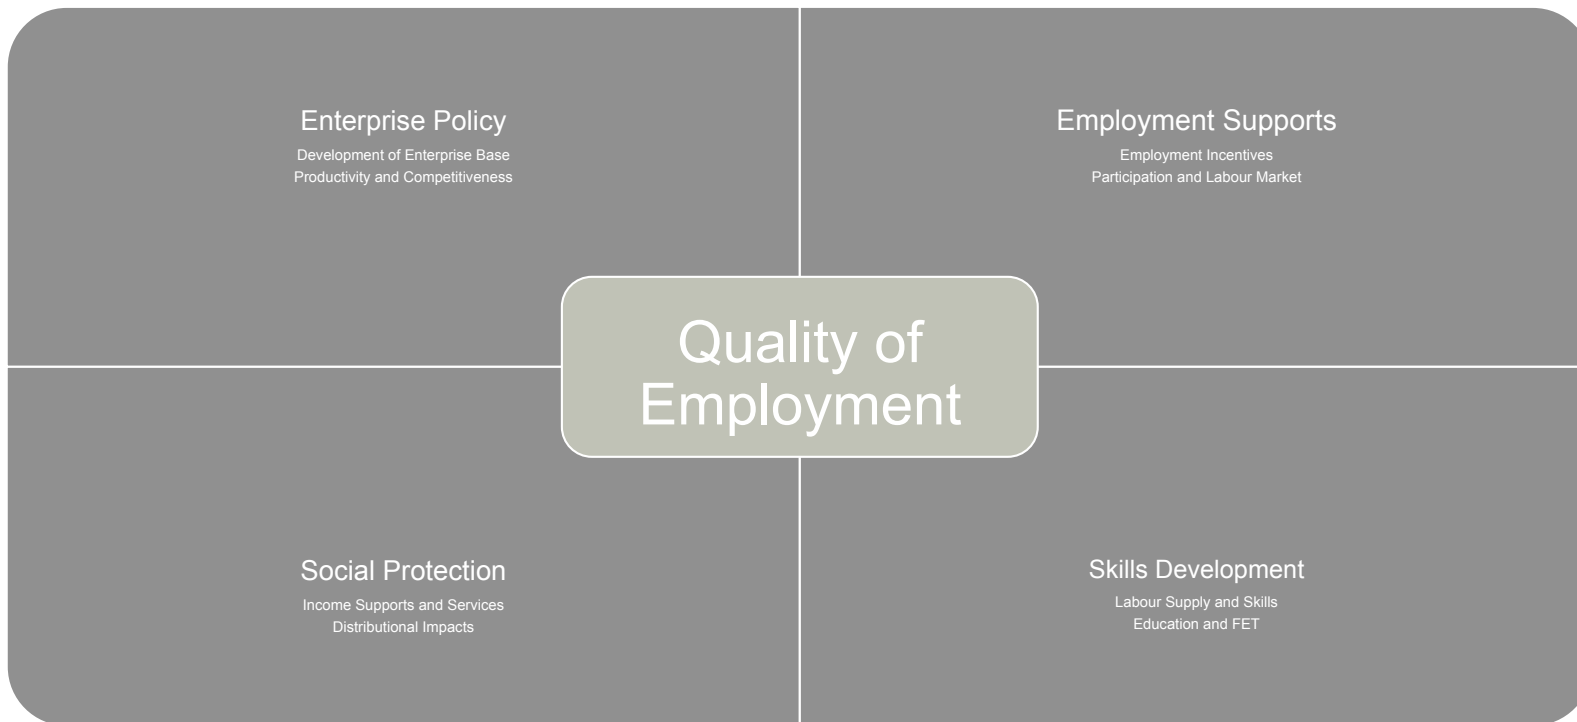 Enterprise Policy
Development of Enterprise Base
Productivity and Competitiveness
Employment Supports
Employment Incentives
Participation and Labour Market
Quality of
Employment
Social Protection
Income Supports and Services
Distributional Impacts
Skills Development
Labour Supply and Skills
Education and FET